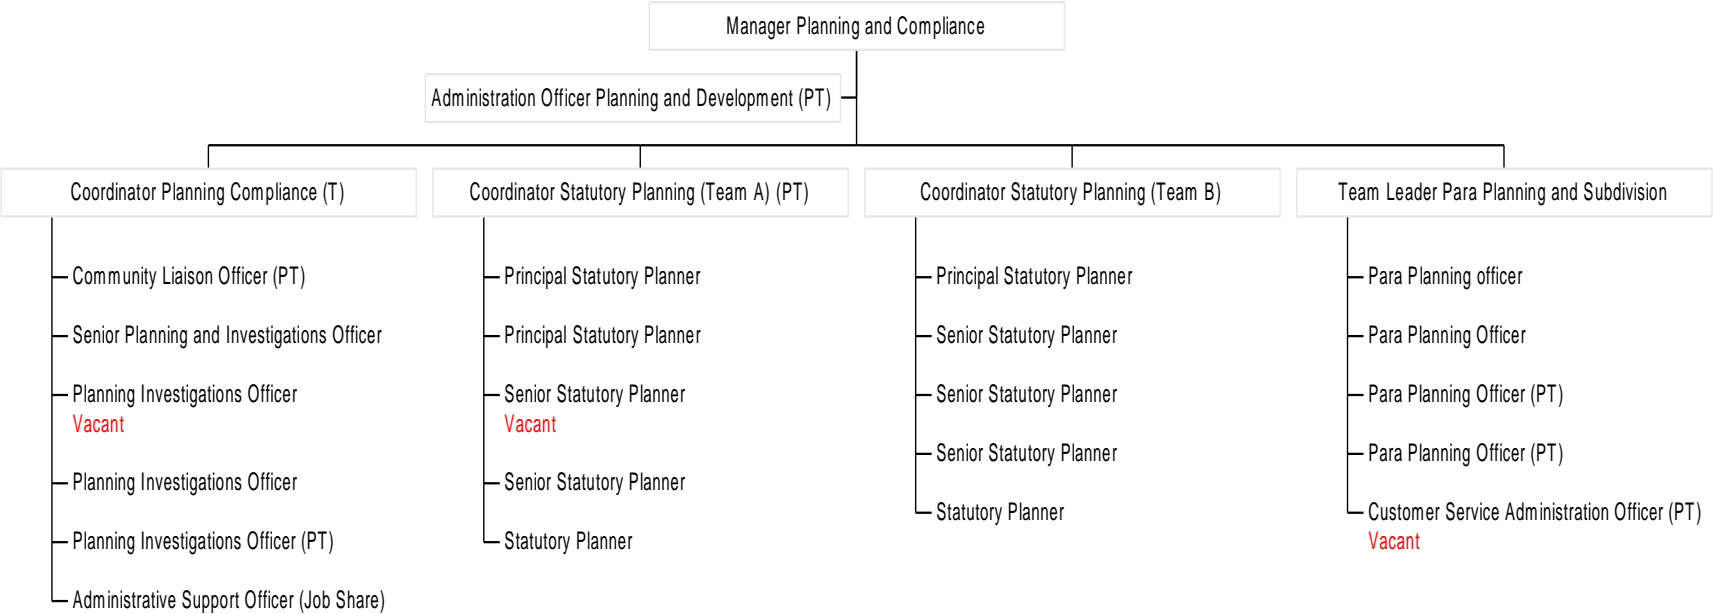 Manager Planning and Compliance
Administration Officer Planning and Development (PT)
Coordinator Planning Compliance (T)
Community Liaison Officer (PT)
Senior Planning and Investigations Officer
Planning Investigations Officer
Vacant
Planning Investigations Officer
Planning Investigations Officer (PT)
Administrative Support Officer (Job Share)
Coordinator Statutory Planning (Team A) (PT)
Principal Statutory Planner
Principal Statutory Planner
Senior Statutory Planner
Vacant
Senior Statutory Planner
Statutory Planner
Coordinator Statutory Planning (Team B)
Principal Statutory Planner
Senior Statutory Planner
Senior Statutory Planner
Senior Statutory Planner
Statutory Planner
Team Leader Para Planning and Subdivision
Para Planning officer
Para Planning Officer
Para Planning Officer (PT)
Para Planning Officer (PT)
Customer Service Administration Officer (PT)
Vacant